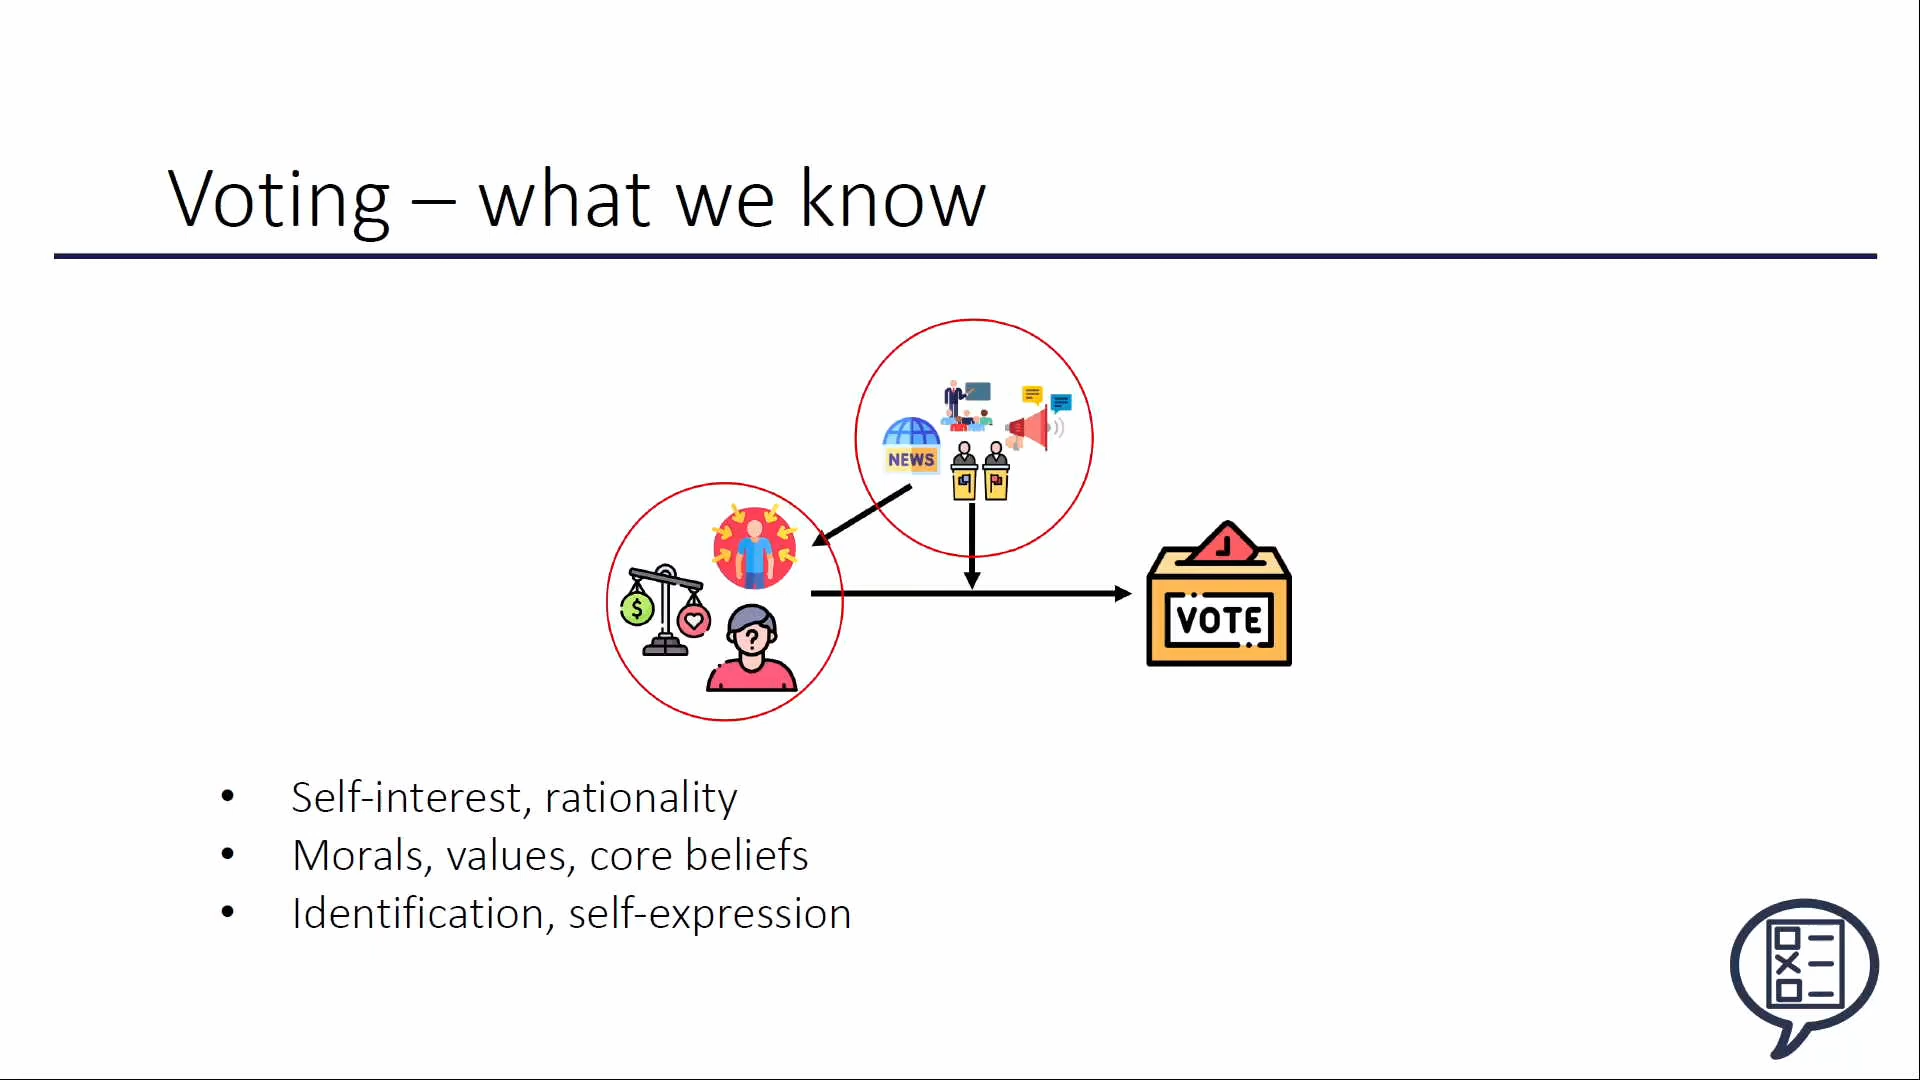 Voting – what we know
NEWS
$
?
VOTE
• Self-interest, rationality
• Morals, values, core beliefs
• Identification, self-expression